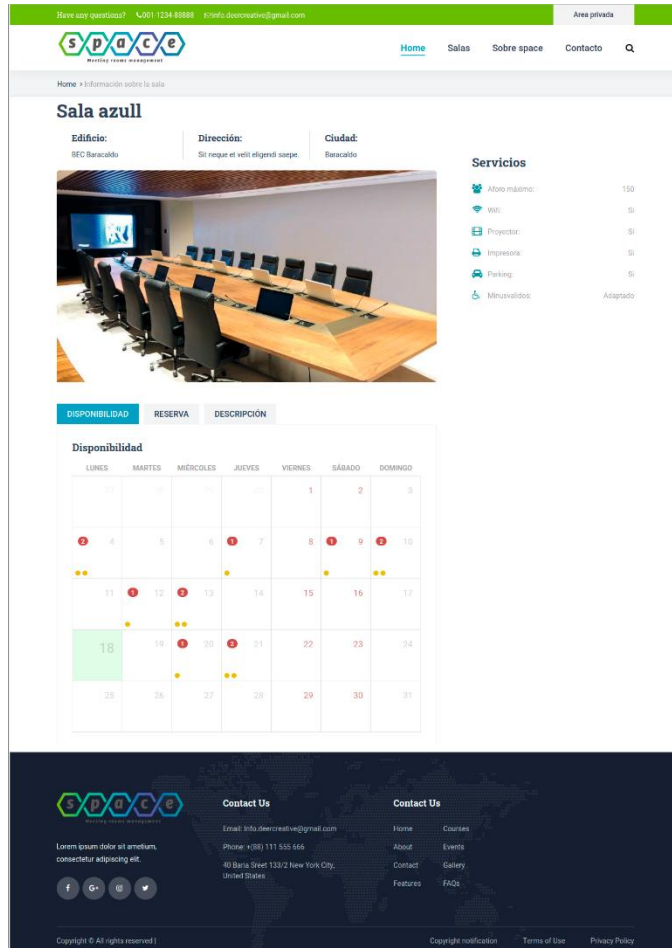 Have any questions? 001-1234-88888 info.deercreative@gmail.com Area privada
space
Meeting rooms management
Home Salas Sobre space Contacto
Home > Información sobre la sala
Sala azull
Edificio: Dirección: Ciudad:
BEC Baracaldo Sit neque et velit eligendi saepe. Baracaldo
Servicios
Aforo máximo: 150
Wifi: Si
Proyector: Si
Impresora: Si
Parking: Si
Minusvalidos: Adaptado
DISPONIBILIDAD RESERVA DESCRIPCIÓN
Disponibilidad
LUNES MARTES MIÉRCOLES JUEVES VIERNES SÁBADO DOMINGO
1 2 3
2 4 5 6 1 7 8 1 9 2 10
11 1 12 2 13 14 15 16 17
18 19 1 20 2 21 22 23 24
25 26 27 28 29 30 31
space
Meeting rooms management
Lorem ipsum dolor sit ametium,
consectetur adipiscing elit.
Contact Us
Email: Info.deercreative@gmail.com
Phone: +(88) 111 555 666
40 Baria Sreet 133/2 New York City,
United States
Contact Us
Home Courses
About Events
Contact Gallery
Features FAQs
Copyright © All rights reserved | Copyright notification Terms of Use Privacy Policy